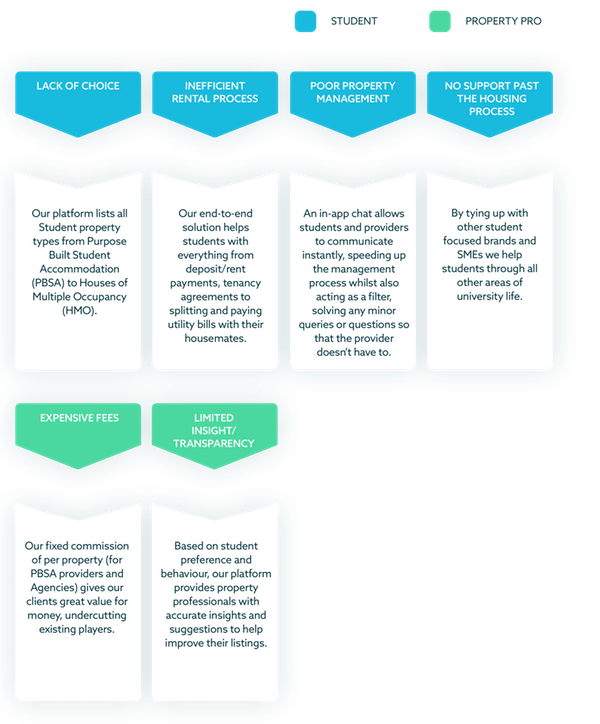 STUDENT
PROPERTY PRO
LACK OF CHOICE
INEFFICIENT
RENTAL PROCESS
POOR PROPERTY
MANAGEMENT
NO SUPPORT PAST
THE HOUSING
PROCESS
Our platform lists all
Student property
types from Purpose
Built Student
Accommodation
(PBSA) to Houses of
Multiple Occupancy
(HMO).
Our end-to-end
solution helps
students with
everything from
deposit/rent
payments, tenancy
agreements to
splitting and paying
utility bills with their
housemates.
An in-app chat allows
students and providers
to communicate
instantly, speeding up
the management
process whilst also
acting as a filter,
solving any minor
queries or questions so
that the provider
doesn't have to.
By tying up with
other student
focused brands and
SMEs we help
students through all
other areas of
university life.
EXPENSIVE FEES
LIMITED
INSIGHT/
TRANSPARENCY
Our fixed commission
of per property (for
PBSA providers and
Agencies) gives our
clients great value for
money, undercutting
existing players.
Based on student
preference and
behaviour, our platform
provides property
professionals with
accurate insights and
suggestions to help
improve their listings.